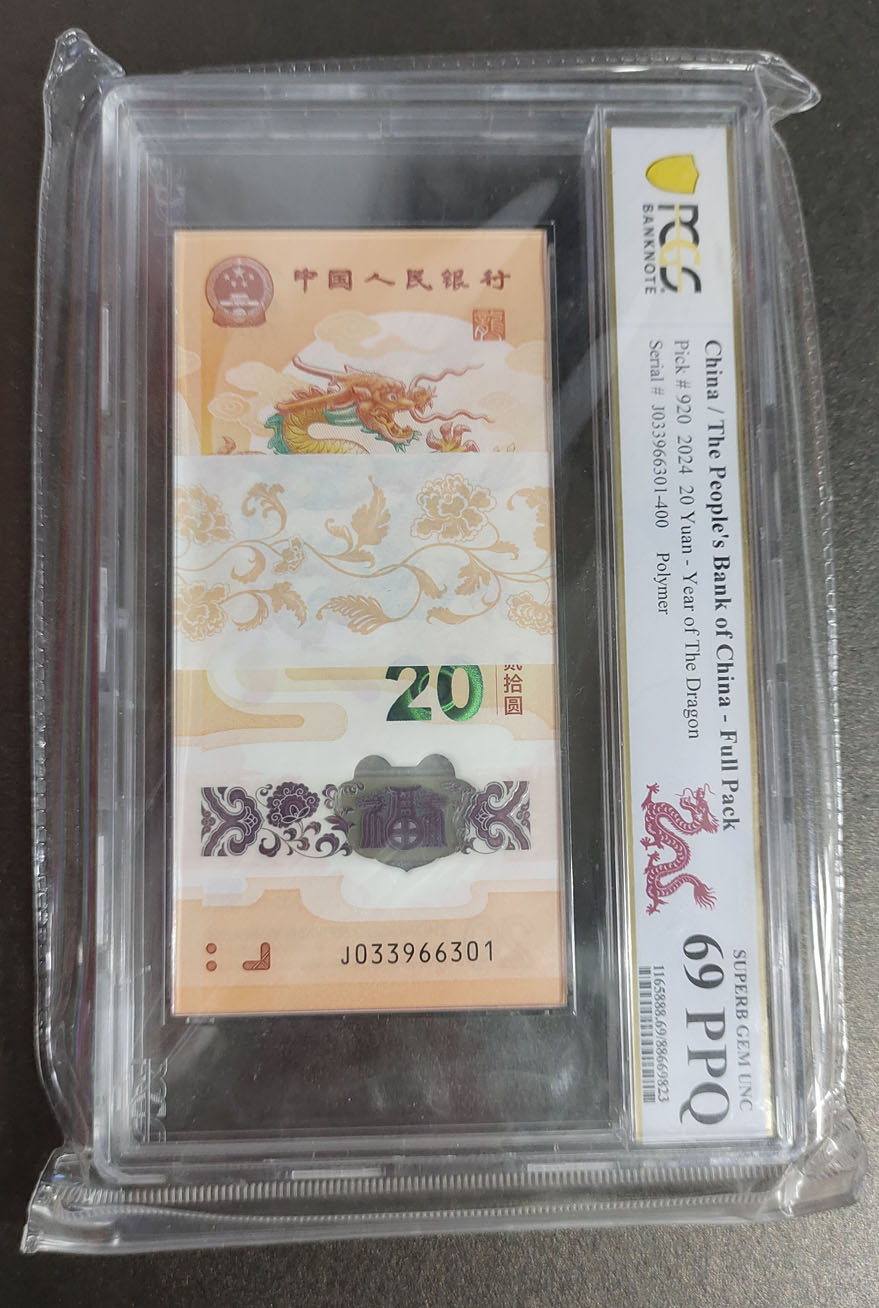 PCGS
BANKNOTE
China / The People's Bank of China - Full Pack
Pick # 920 2024 20 Yuan - Year of The Dragon
Serial # J033966301-400 Polymer
SUPERB GEM UNC
69 PPQ
1165888.69/88669823
中国人民银行
20
贰拾圆
福
J033966301